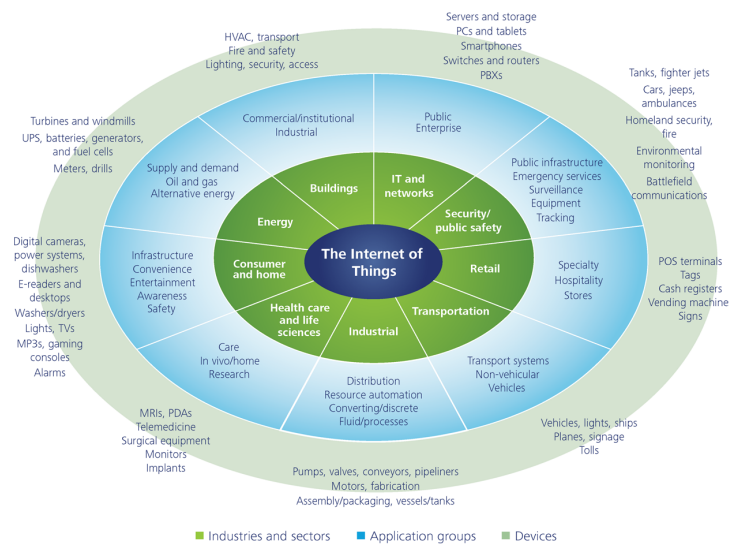 Servers and storage
PCs and tablets
Smartphones
Switches and routers
PBXs
HVAC, transport
Fire and safety
Lighting, security, access
Tanks, fighter jets
Cars, jeeps,
ambulances
Homeland security,
fire
Environmental
monitoring
Battlefield
communications
Turbines and windmills
UPS, batteries, generators,
and fuel cells
Meters, drills
Commercial/institutional
Industrial
Public
Enterprise
Supply and demand
Oil and gas
Alternative energy
Public infrastructure
Emergency services
Surveillance
Equipment
Tracking
Buildings
IT and
networks
Energy
Security/
public safety
Digital cameras,
power systems,
dishwashers
E-readers and
desktops
Washers/dryers
Lights, TVs
MP3s, gaming
consoles
Alarms
Infrastructure
Convenience
Entertainment
Awareness
Safety
Consumer
and home
The Internet of
Things
Retail
Specialty
Hospitality
Stores
POS terminals
Tags
Cash registers
Vending machine
Signs
Health care
and life
sciences
Industrial
Transportation
Care
In vivo/home
Research
Distribution
Resource automation
Converting/discrete
Fluid/processes
Transport systems
Non-vehicular
Vehicles
MRIs, PDAs
Telemedicine
Surgical equipment
Monitors
Implants
Vehicles, lights, ships
Planes, signage
Tolls
Pumps, valves, conveyors, pipeliners
Motors, fabrication
Assembly/packaging, vessels/tanks
Industries and sectors
Application groups
Devices